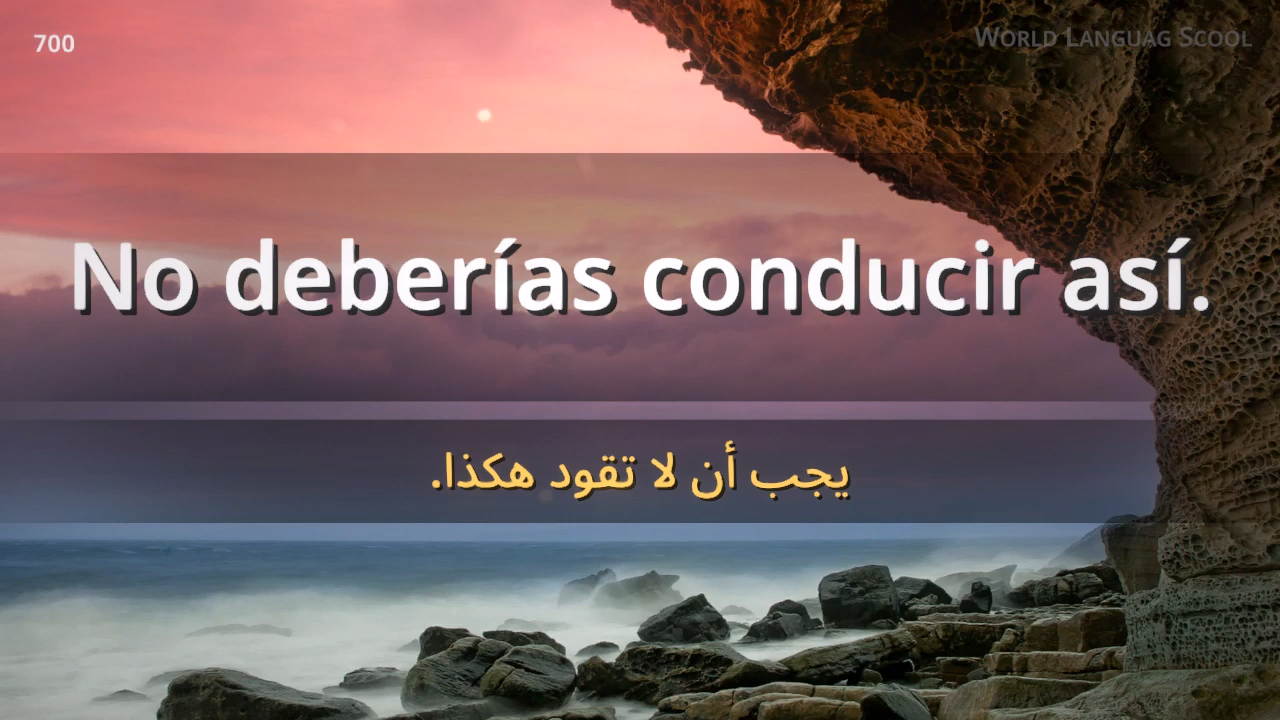 700
World Languag Scool
No deberías conducir así.
يجب أن لا تقود هكذا.